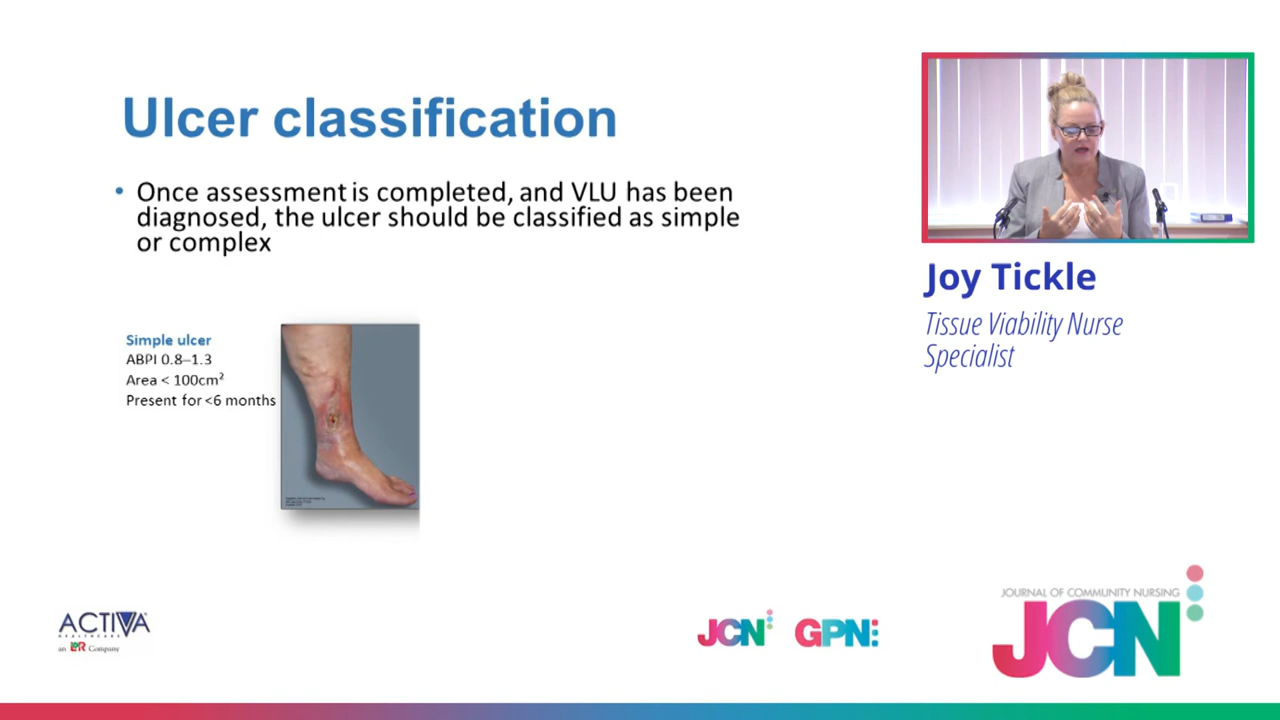 Ulcer classification
• Once assessment is completed, and VLU has been
diagnosed, the ulcer should be classified as simple
or complex
Simple ulcer
ABPI 0.8–1.3
Area < 100cm²
Present for <6 months
Joy Tickle
Tissue Viability Nurse
Specialist
ACTIVA
HEALTHCARE
an L&R Company
JCN
GPN
JOURNAL OF COMMUNITY NURSING
JCN